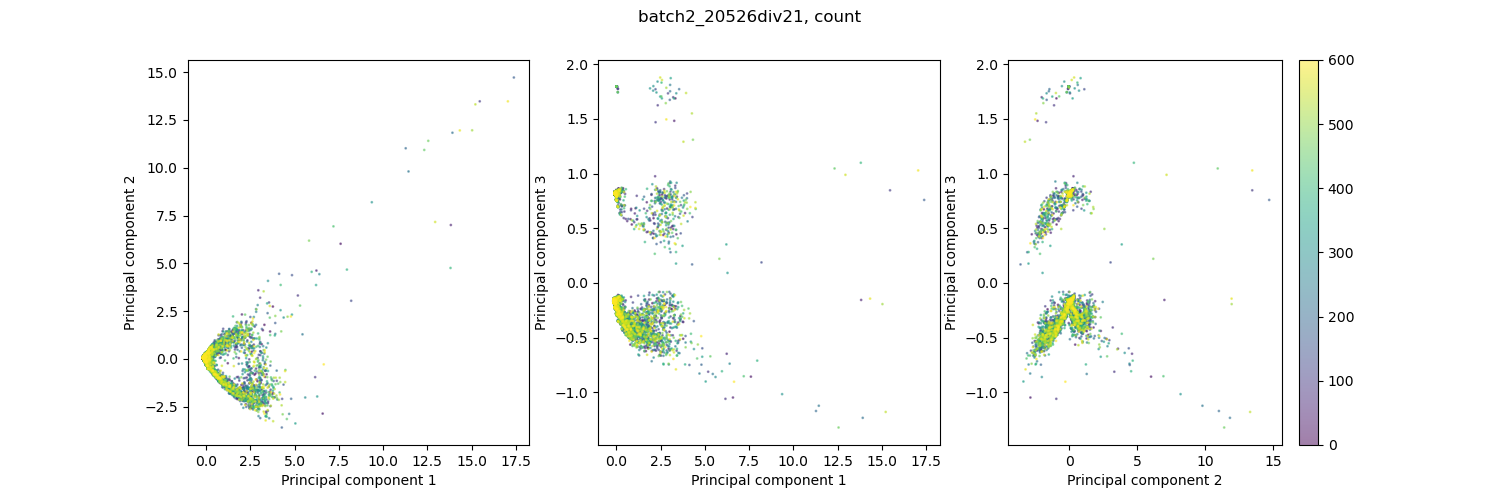 batch2_20526div21, count
Principal component 2
15.0
12.5
10.0
7.5
5.0
2.5
0.0
−2.5
0.0 2.5 5.0 7.5 10.0 12.5 15.0 17.5
Principal component 1
Principal component 3
2.0
1.5
1.0
0.5
0.0
−0.5
−1.0
0.0 2.5 5.0 7.5 10.0 12.5 15.0 17.5
Principal component 1
Principal component 3
2.0
1.5
1.0
0.5
0.0
−0.5
−1.0
0 5 10 15
Principal component 2
600
500
400
300
200
100
0